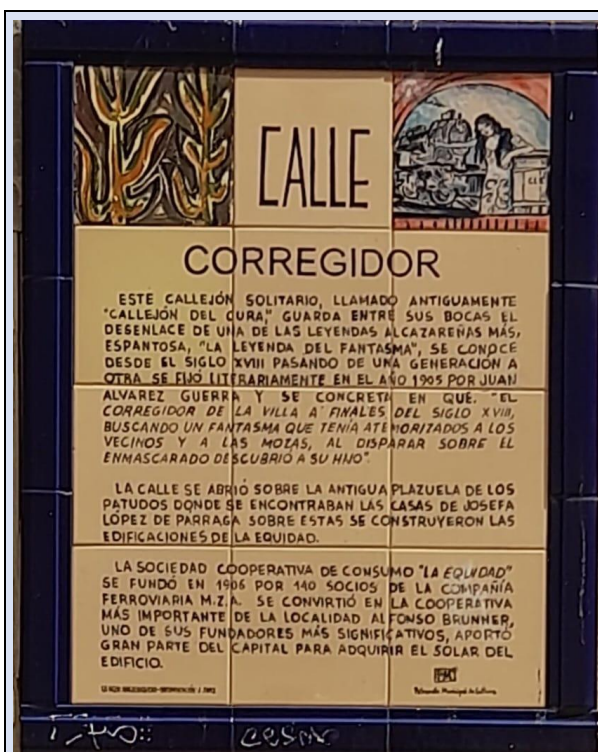 CALLE
CORREGIDOR
ESTE CALLEJÓN SOLITARIO, LLAMADO ANTIGUAMENTE
"CALLEJÓN DEL CURA," GUARDA ENTRE SUS BOCAS EL
DESENLACE DE UNA DE LAS LEYENDAS ALCAZAREÑAS MÁS,
ESPANTOSA, "LA LEYENDA DEL FANTASMA", SE CONOCE
DESDE EL SIGLO XVIII PASANDO DE UNA GENERACIÓN A
OTRA SE FIJÓ LITERARIAMENTE EN EL AÑO 1905 POR JUAN
ALVAREZ GUERRA Y SE CONCRETA EN QUE. "EL
CORREGIDOR DE LA VILLA A FINALES DEL SIGLO XVIII,
BUSCANDO UN FANTASMA QUE TENÍA ATEMORIZADOS A LOS
VECINOS Y A LAS MOZAS, AL DISPARAR SOBRE EL
ENMASCARADO DESCUBRIÓ A SU HIJO".
LA CALLE SE ABRIÓ SOBRE LA ANTIGUA PLAZUELA DE LOS
PATUDOS DONDE SE ENCONTRABAN LAS CASAS DE JOSEFA
LÓPEZ DE PARRAGA SOBRE ESTAS SE CONSTRUYERON LAS
EDIFICACIONES DE LA EQUIDAD.
LA SOCIEDAD COOPERATIVA DE CONSUMO "LA EQUIDAD"
SE FUNDÓ EN 1906 POR 140 SOCIOS DE LA COMPAÑÍA
FERROVIARIA M.Z.A. SE CONVIRTIÓ EN LA COOPERATIVA
MÁS IMPORTANTE DE LA LOCALIDAD ALFONSO BRUNNER,
UNO DE SUS FUNDADORES MÁS SIGNIFICATIVOS, APORTÓ
GRAN PARTE DEL CAPITAL PARA ADQUIRIR EL SOLAR DEL
EDIFICIO.
Patronato Municipal de Cultura